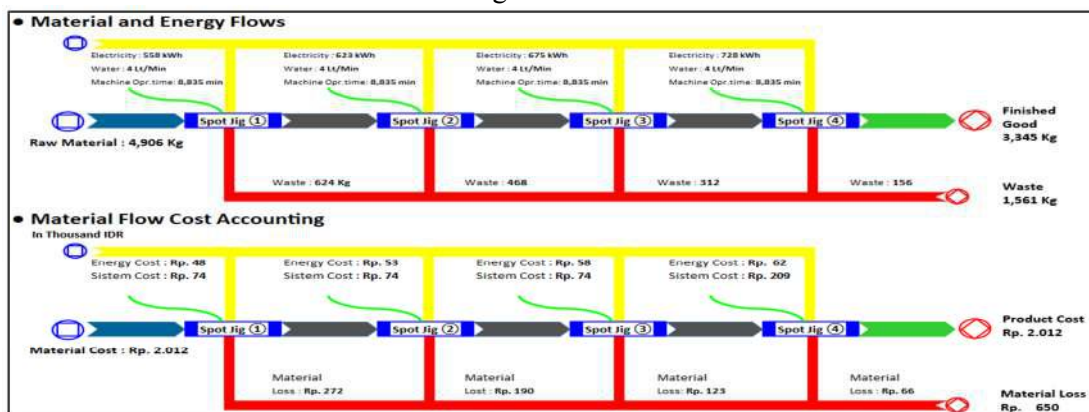 • Material and Energy Flows
Electricity : 558 kWh
Water : 4 Lt/Min
Machine Opr.time: 8,835 min
Electricity : 623 kWh
Water : 4 Lt/Min
Machine Opr.time: 8,835 min
Electricity : 675 kWh
Water : 4 Lt/Min
Machine Opr.time: 8,835 min
Electricity : 728 kWh
Water : 4 Lt/Min
Machine Opr.time: 8,835 min
Spot Jig ①
Spot Jig ②
Spot Jig ③
Spot Jig ④
Finished
Good
3,345 Kg
Raw Material : 4,906 Kg
Waste : 624 Kg
Waste : 468
Waste : 312
Waste : 156
Waste
1,561 Kg
• Material Flow Cost Accounting
In Thousand IDR
Energy Cost : Rp. 48
Sistem Cost : Rp. 74
Energy Cost : Rp. 53
Sistem Cost : Rp. 74
Energy Cost : Rp. 58
Sistem Cost : Rp. 74
Energy Cost : Rp. 62
Sistem Cost : Rp. 209
Spot Jig ①
Spot Jig ②
Spot Jig ③
Spot Jig ④
Product Cost
Rp. 2.012
Material Cost : Rp. 2.012
Material
Loss : Rp. 272
Material
Lost : Rp. 190
Material
Loss: Rp. 123
Material
Loss : Rp. 66
Material Loss
Rp. 650